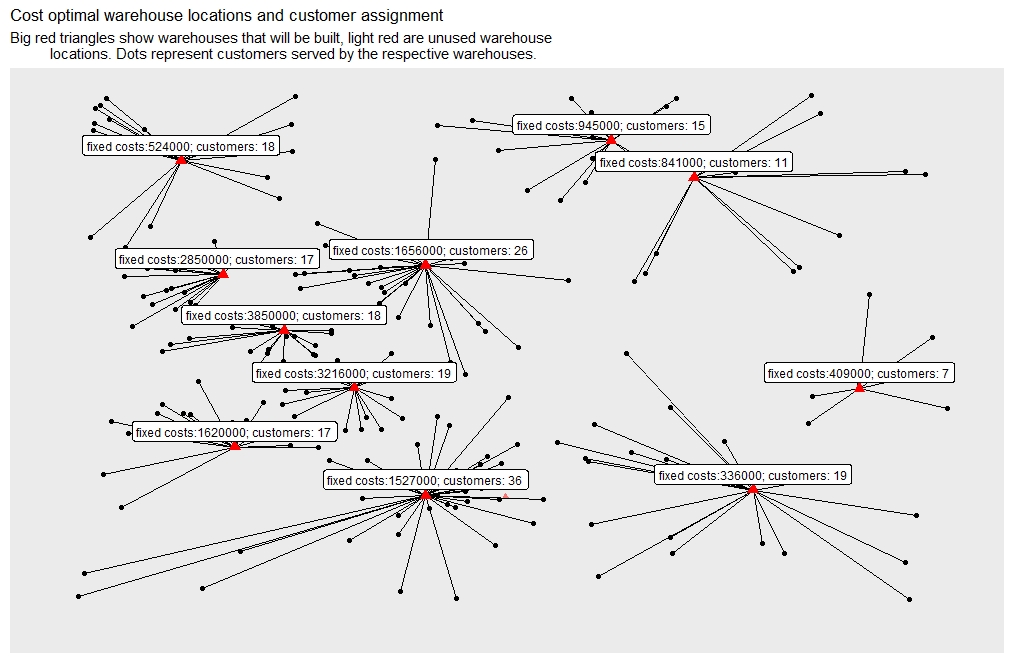 Cost optimal warehouse locations and customer assignment
Big red triangles show warehouses that will be built, light red are unused warehouse
locations. Dots represent customers served by the respective warehouses.
fixed costs:945000; customers: 15
fixed costs:524000; customers: 18
fixed costs:841000; customers: 11
fixed costs:1656000; customers: 26
fixed costs:2850000; customers: 17
fixed costs:3850000; customers: 18
fixed costs:3216000; customers: 19
fixed costs:409000; customers: 7
fixed costs:1620000; customers: 17
fixed costs:1527000; customers: 36
fixed costs:336000; customers: 19